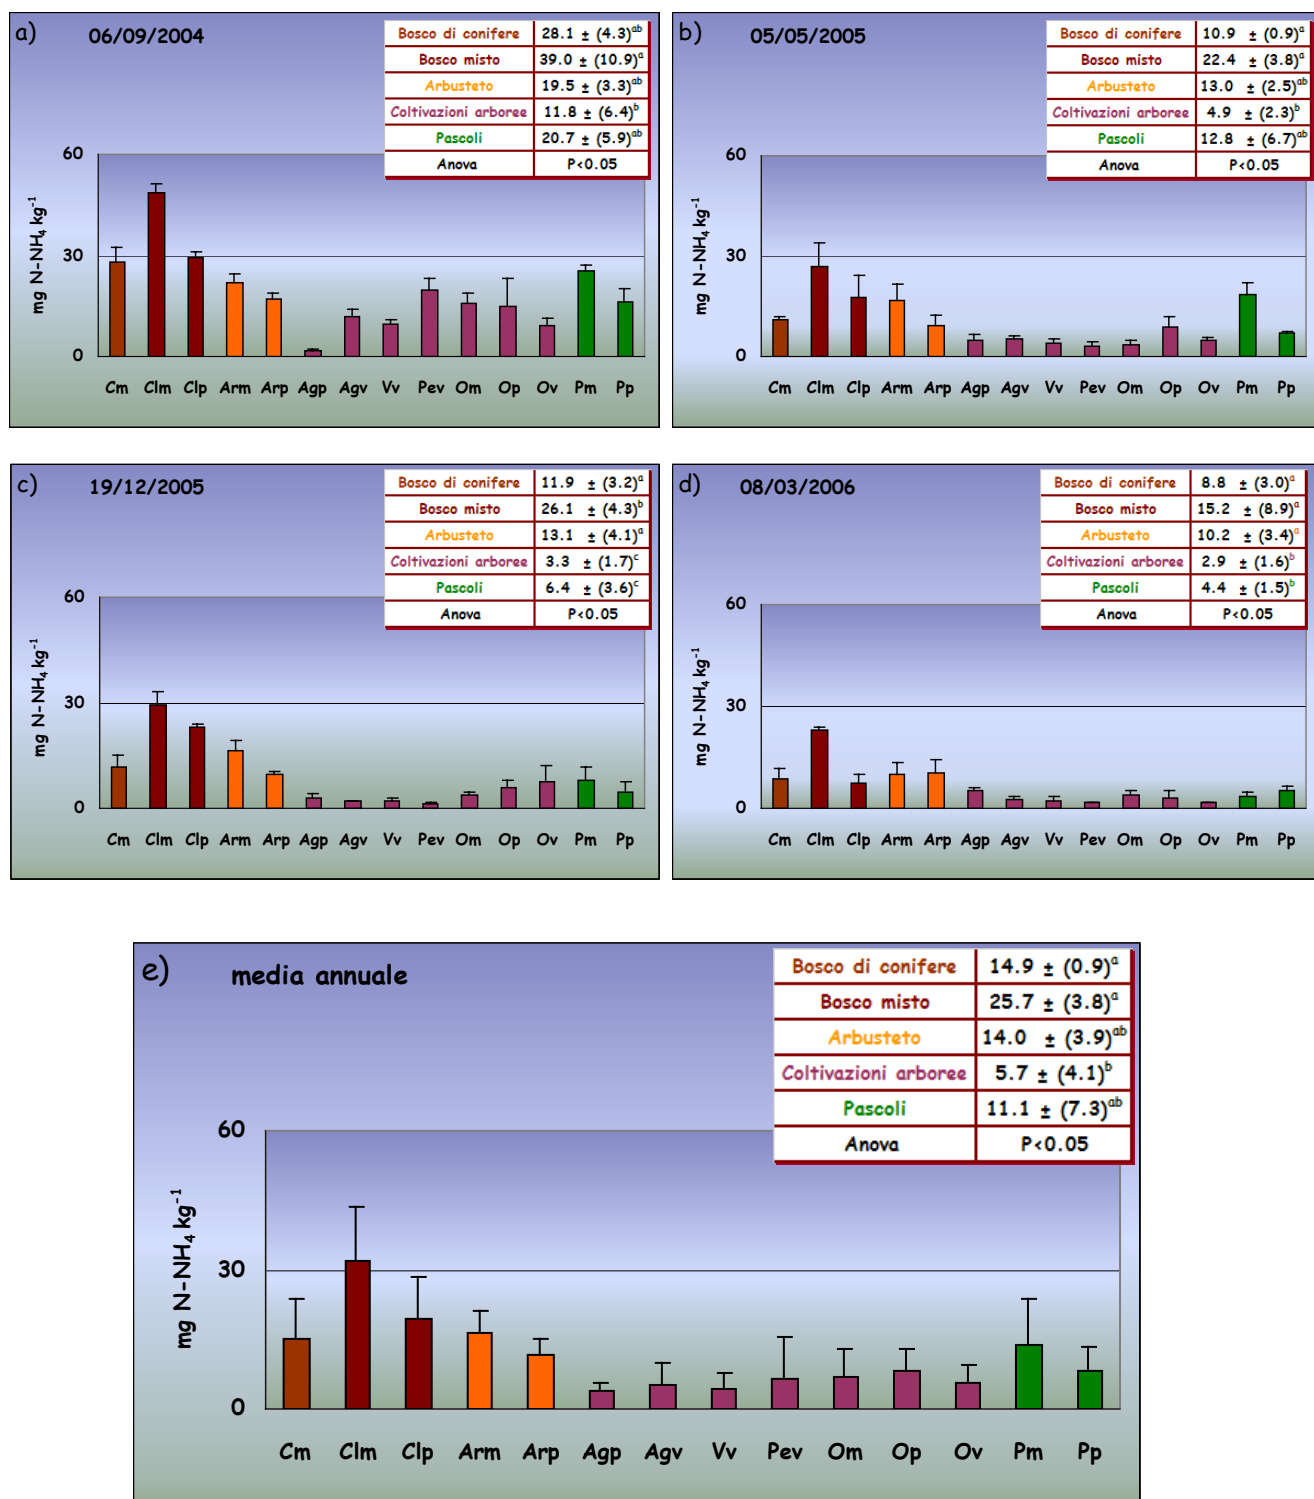 a) 06/09/2004
Bosco di conifere 28.1 ± (4.3)ᵃᵇ
Bosco misto 39.0 ± (10.9)ᵃ
Arbusteto 19.5 ± (3.3)ᵃᵇ
Coltivazioni arboree 11.8 ± (6.4)ᵇ
Pascoli 20.7 ± (5.9)ᵃᵇ
Anova P<0.05
mg N-NH₄ kg⁻¹
60
30
0
Cm Clm Clp Arm Arp Agp Agv Vv Pev Om Op Ov Pm Pp
b) 05/05/2005
Bosco di conifere 10.9 ± (0.9)ᵃ
Bosco misto 22.4 ± (3.8)ᵃ
Arbusteto 13.0 ± (2.5)ᵃᵇ
Coltivazioni arboree 4.9 ± (2.3)ᵇ
Pascoli 12.8 ± (6.7)ᵃᵇ
Anova P<0.05
mg N-NH₄ kg⁻¹
60
30
0
Cm Clm Clp Arm Arp Agp Agv Vv Pev Om Op Ov Pm Pp
c) 19/12/2005
Bosco di conifere 11.9 ± (3.2)ᵃ
Bosco misto 26.1 ± (4.3)ᵇ
Arbusteto 13.1 ± (4.1)ᵃ
Coltivazioni arboree 3.3 ± (1.7)ᶜ
Pascoli 6.4 ± (3.6)ᶜ
Anova P<0.05
mg N-NH₄ kg⁻¹
60
30
0
Cm Clm Clp Arm Arp Agp Agv Vv Pev Om Op Ov Pm Pp
d) 08/03/2006
Bosco di conifere 8.8 ± (3.0)ᵃ
Bosco misto 15.2 ± (8.9)ᵃ
Arbusteto 10.2 ± (3.4)ᵃ
Coltivazioni arboree 2.9 ± (1.6)ᵇ
Pascoli 4.4 ± (1.5)ᵇ
Anova P<0.05
mg N-NH₄ kg⁻¹
60
30
0
Cm Clm Clp Arm Arp Agp Agv Vv Pev Om Op Ov Pm Pp
e) media annuale
Bosco di conifere 14.9 ± (0.9)ᵃ
Bosco misto 25.7 ± (3.8)ᵃ
Arbusteto 14.0 ± (3.9)ᵃᵇ
Coltivazioni arboree 5.7 ± (4.1)ᵇ
Pascoli 11.1 ± (7.3)ᵃᵇ
Anova P<0.05
mg N-NH₄ kg⁻¹
60
30
0
Cm Clm Clp Arm Arp Agp Agv Vv Pev Om Op Ov Pm Pp